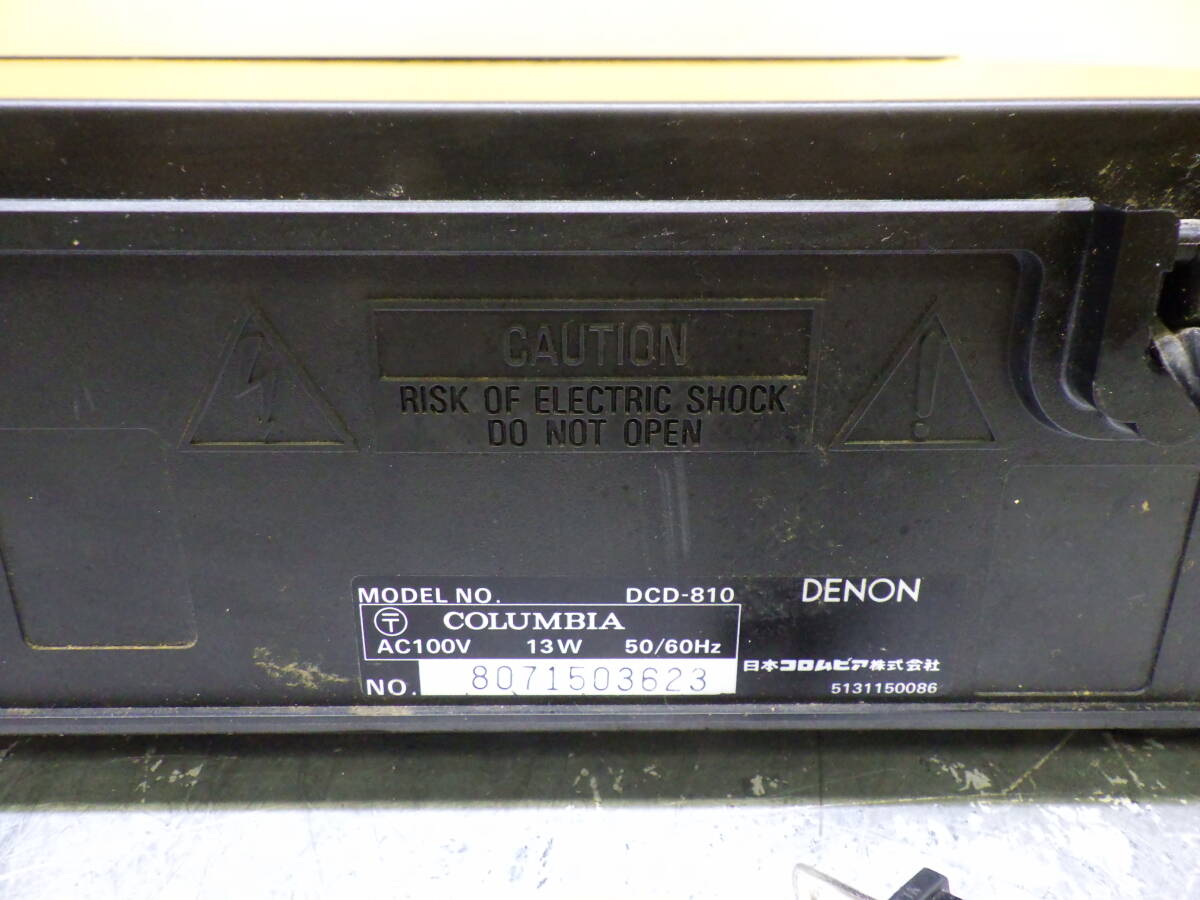 CAUTION
RISK OF ELECTRIC SHOCK
DO NOT OPEN
MODEL NO. DCD-810
〒 COLUMBIA
AC100V 13W 50/60Hz
NO. 8071503623
DENON
日本コロムビア株式会社
5131150086